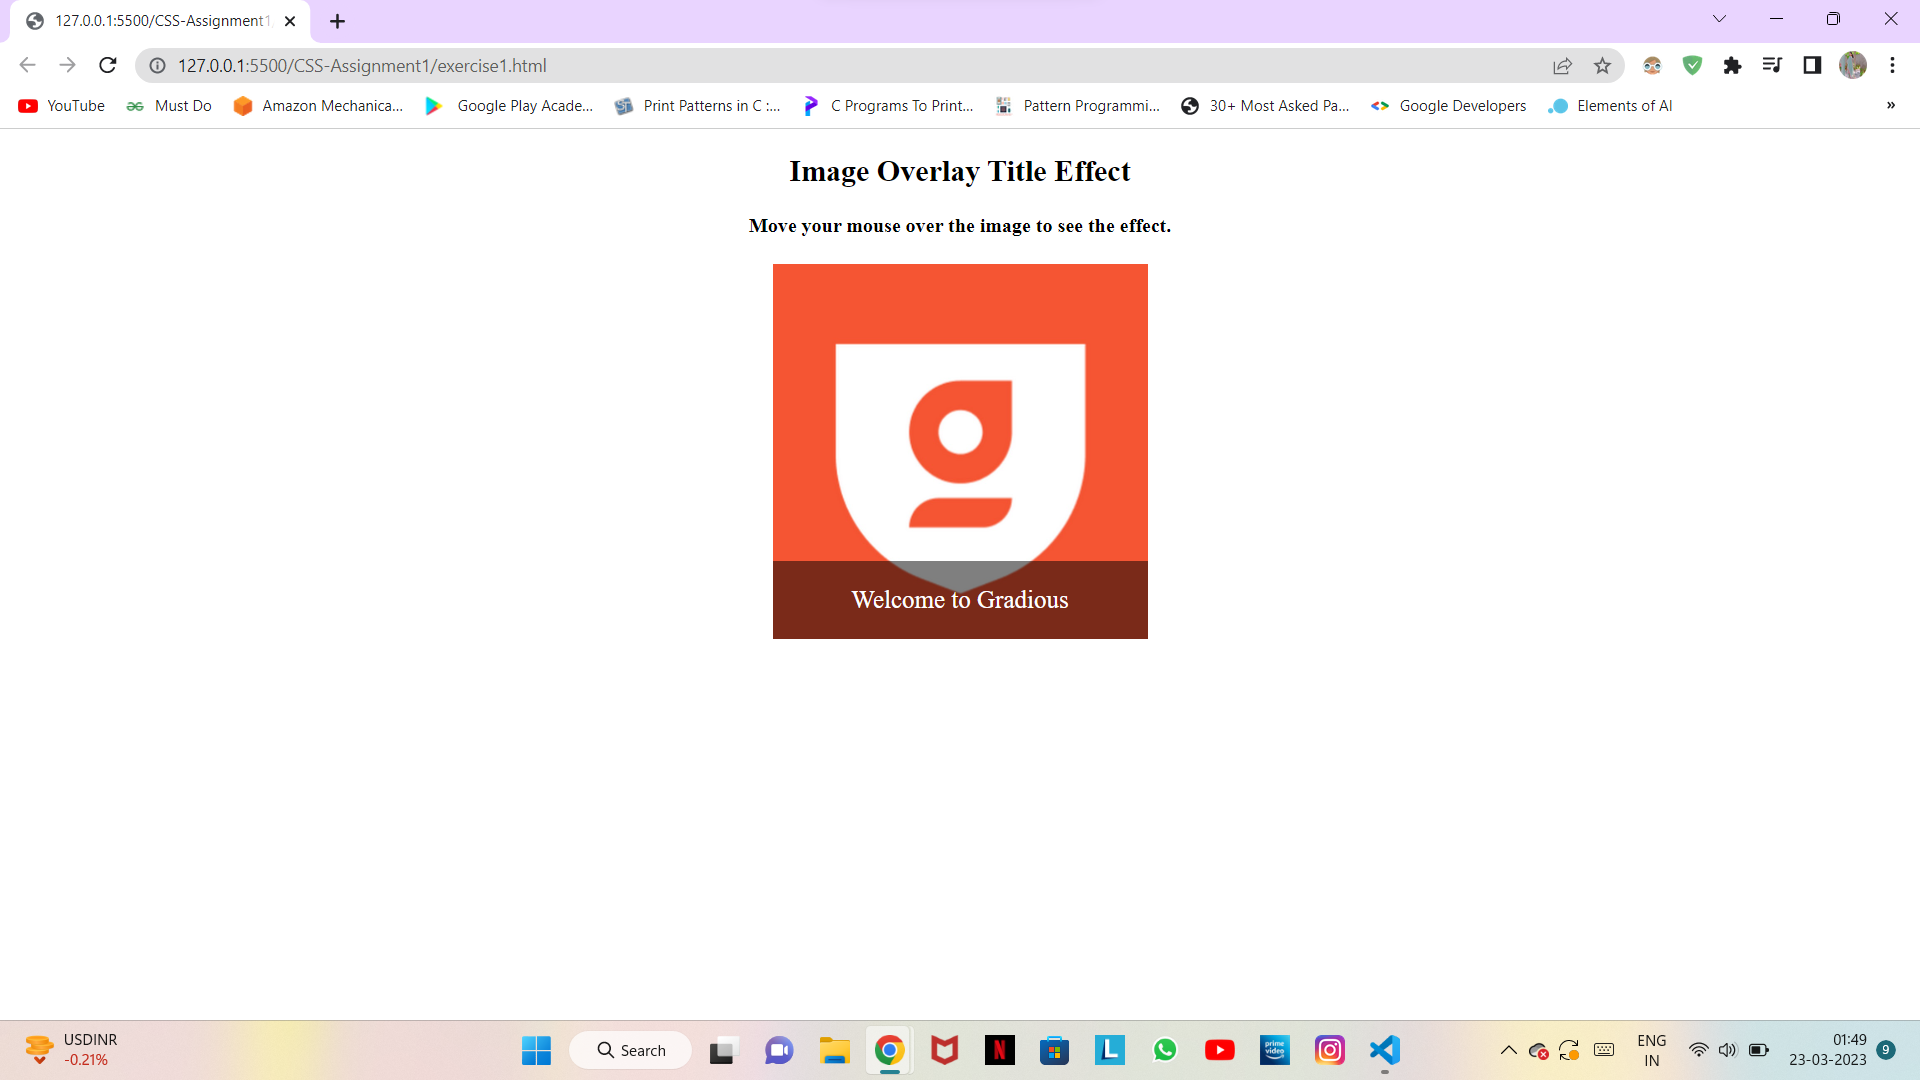 127.0.0.1:5500/CSS-Assignment1
127.0.0.1:5500/CSS-Assignment1/exercise1.html
YouTube Must Do Amazon Mechanica... Google Play Acade... Print Patterns in C :... C Programs To Print... Pattern Programmi... 30+ Most Asked Pa... Google Developers Elements of AI »
Image Overlay Title Effect
Move your mouse over the image to see the effect.
g
Welcome to Gradious
USDINR
-0.21%
Search
N
L
prime video
ENG
IN
01:49
23-03-2023
9